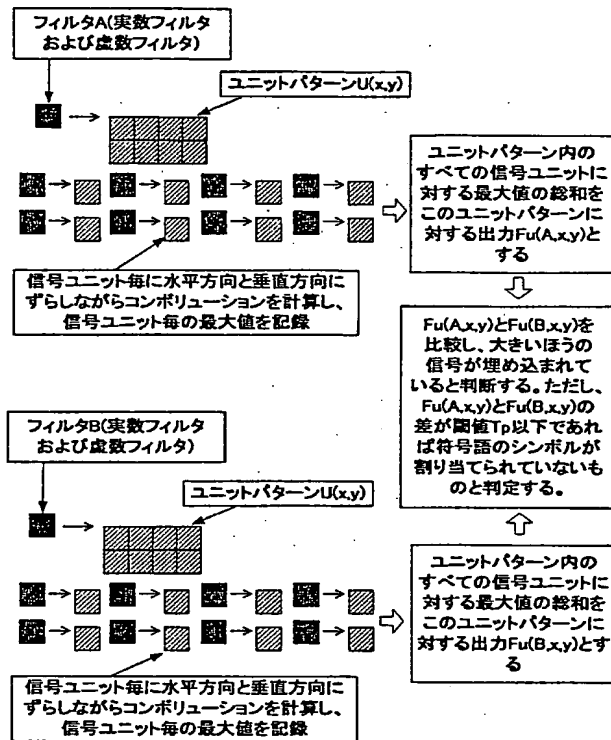 フィルタA(実数フィルタ
および虚数フィルタ)
ユニットパターンU(x,y)
信号ユニット毎に水平方向と垂直方向に
ずらしながらコンボリューションを計算し、
信号ユニット毎の最大値を記録
ユニットパターン内の
すべての信号ユニットに
対する最大値の総和を
このユニットパターンに
対する出力Fu(A,x,y)と
する
Fu(A,x,y)とFu(B,x,y)を
比較し、大きいほうの
信号が埋め込まれて
いると判断する。ただし、
Fu(A,x,y)とFu(B,x,y)の
差が閾値Tp以下であれ
ば符号語のシンボルが
割り当てられていないも
のと判定する。
フィルタB(実数フィルタ
および虚数フィルタ)
ユニットパターンU(x,y)
信号ユニット毎に水平方向と垂直方向に
ずらしながらコンボリューションを計算し、
信号ユニット毎の最大値を記録
ユニットパターン内の
すべての信号ユニットに
対する最大値の総和を
このユニットパターンに
対する出力Fu(B,x,y)とす
る